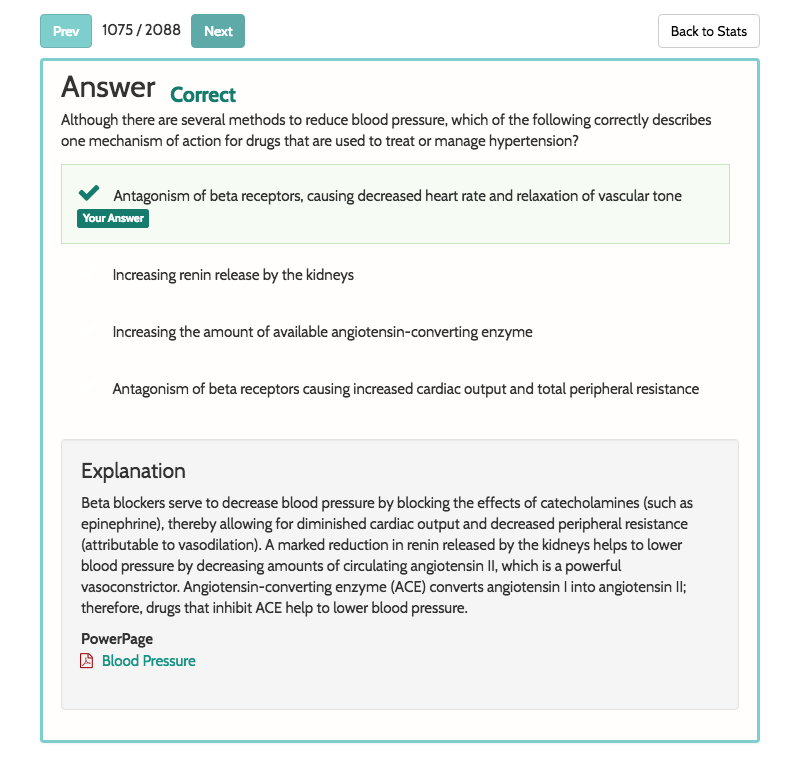 Prev 1075 / 2088 Next Back to Stats
Answer Correct
Although there are several methods to reduce blood pressure, which of the following correctly describes
one mechanism of action for drugs that are used to treat or manage hypertension?
Antagonism of beta receptors, causing decreased heart rate and relaxation of vascular tone
Your Answer
Increasing renin release by the kidneys
Increasing the amount of available angiotensin-converting enzyme
Antagonism of beta receptors causing increased cardiac output and total peripheral resistance
Explanation
Beta blockers serve to decrease blood pressure by blocking the effects of catecholamines (such as
epinephrine), thereby allowing for diminished cardiac output and decreased peripheral resistance
(attributable to vasodilation). A marked reduction in renin released by the kidneys helps to lower
blood pressure by decreasing amounts of circulating angiotensin II, which is a powerful
vasoconstrictor. Angiotensin-converting enzyme (ACE) converts angiotensin I into angiotensin II;
therefore, drugs that inhibit ACE help to lower blood pressure.
PowerPage
Blood Pressure